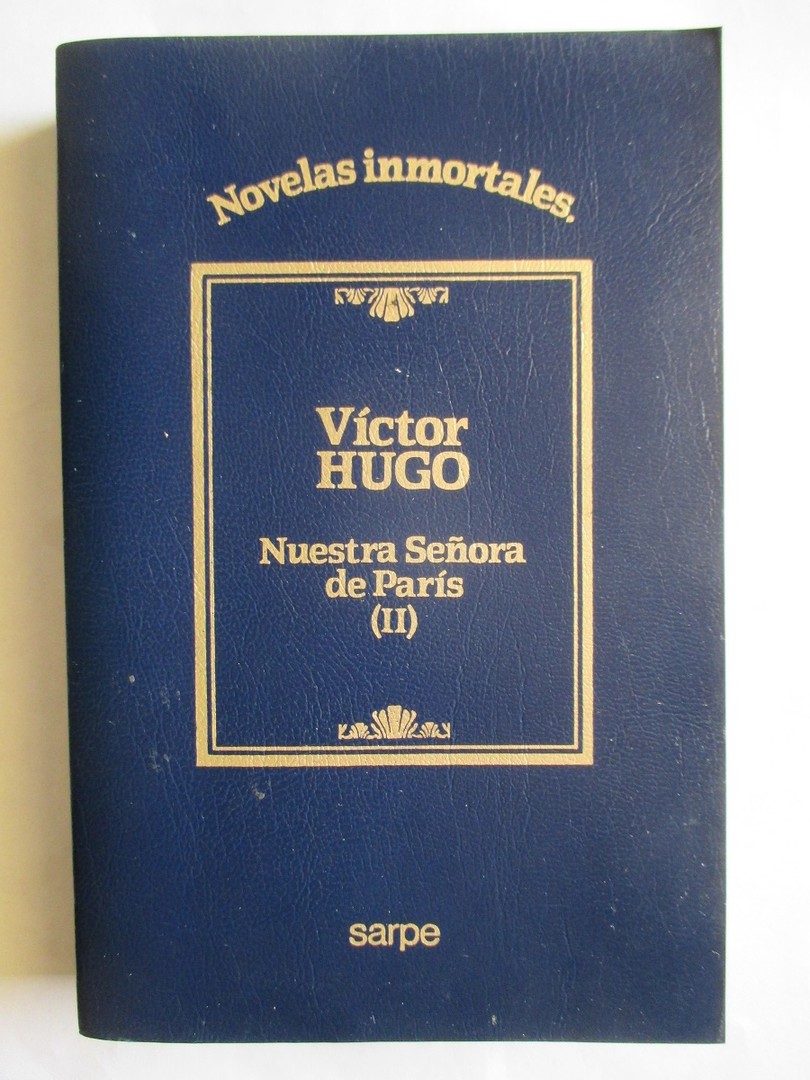 Novelas inmortales.
Víctor
HUGO
Nuestra Señora
de París
(II)
sarpe